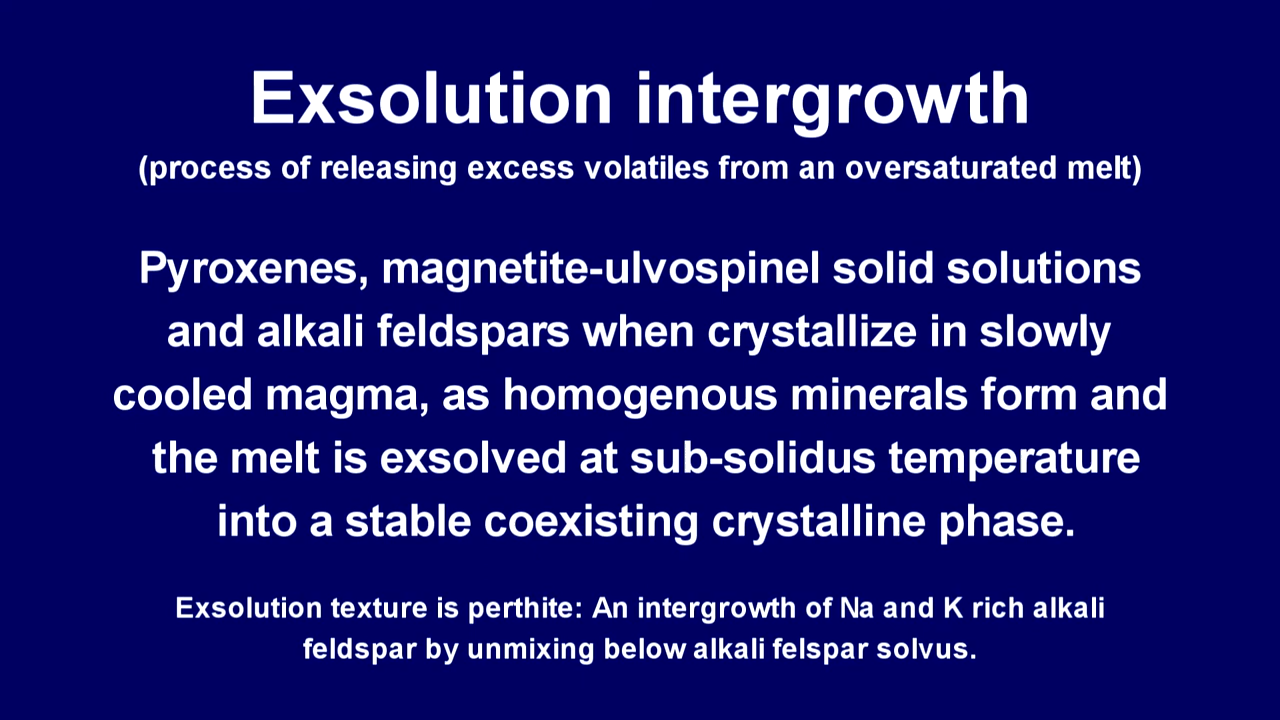 Exsolution intergrowth
(process of releasing excess volatiles from an oversaturated melt)
Pyroxenes, magnetite-ulvospinel solid solutions
and alkali feldspars when crystallize in slowly
cooled magma, as homogenous minerals form and
the melt is exsolved at sub-solidus temperature
into a stable coexisting crystalline phase.
Exsolution texture is perthite: An intergrowth of Na and K rich alkali
feldspar by unmixing below alkali felspar solvus.